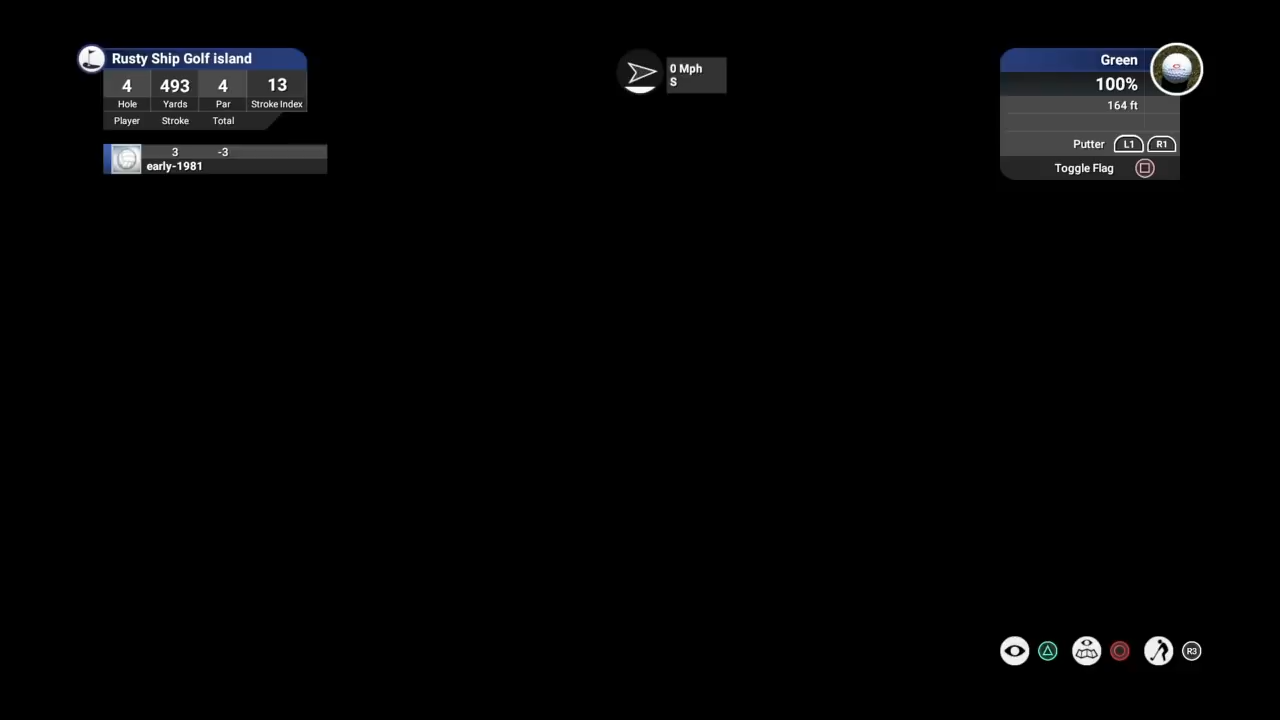 Rusty Ship Golf island
4 493 4 13
Hole Yards Par Stroke Index
Player Stroke Total
3 -3
early-1981
0 Mph
S
Green
100%
164 ft
Putter L1 R1
Toggle Flag
R3